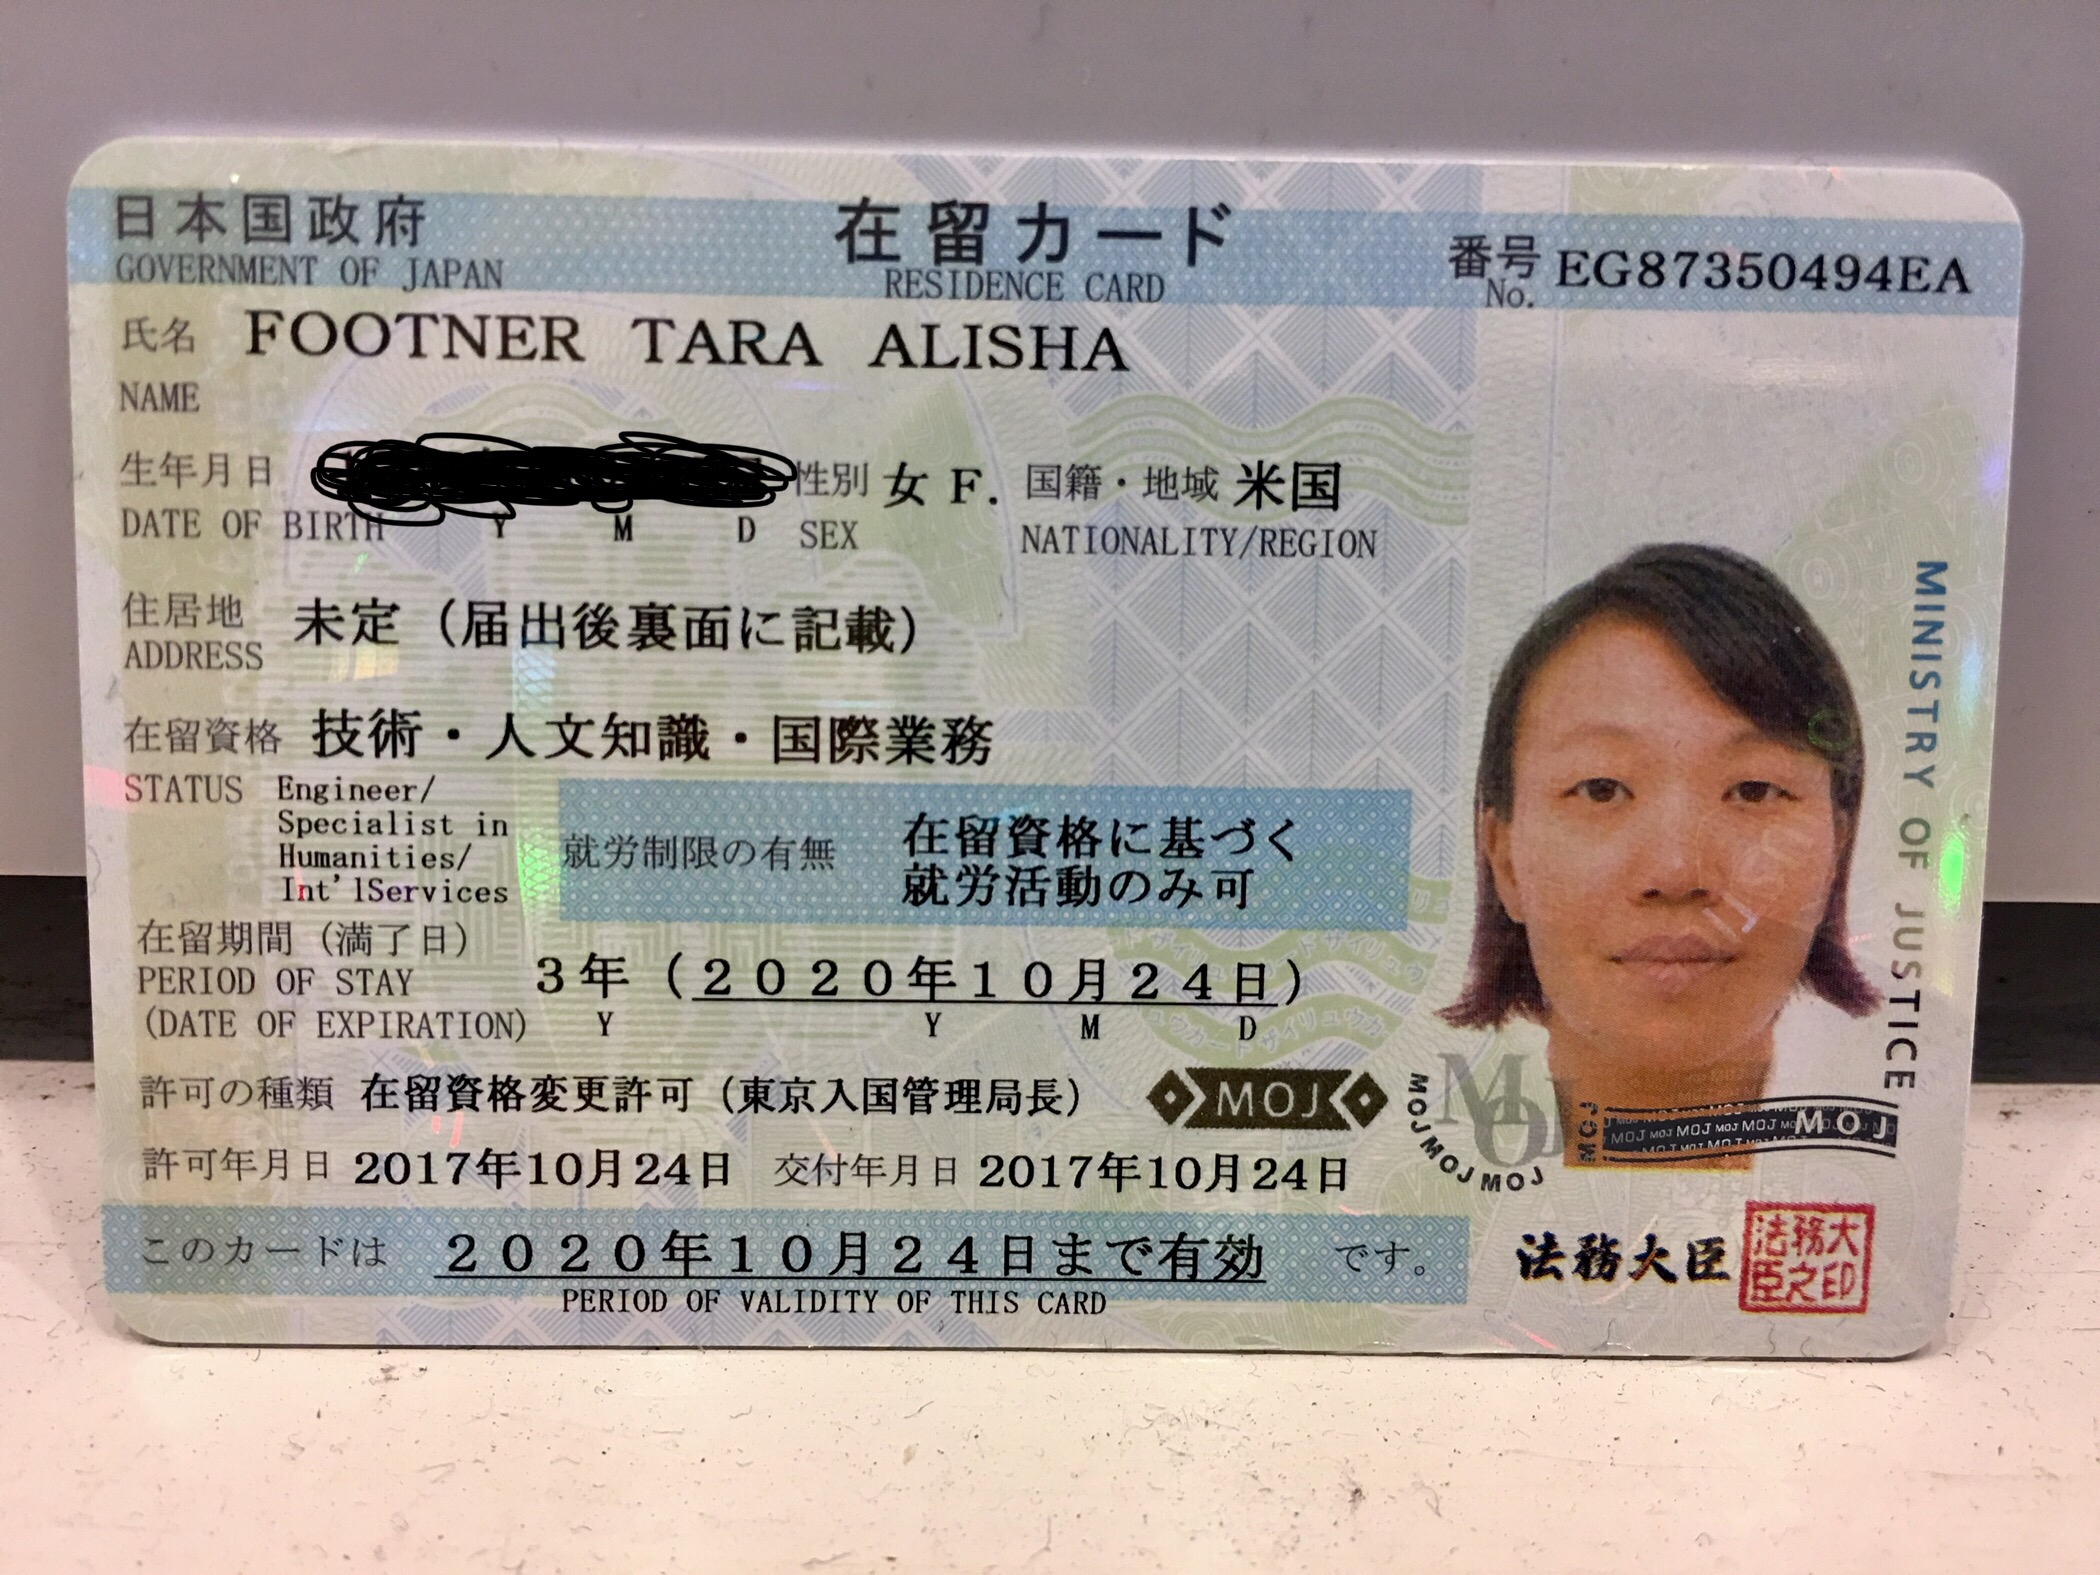 日本国政府 在留カード 番号 EG87350494EA
GOVERNMENT OF JAPAN RESIDENCE CARD No.
氏名 FOOTNER TARA ALISHA
NAME
生年月日 性別 女 F. 国籍・地域 米国
DATE OF BIRTH Y M D SEX NATIONALITY/REGION
住居地 未定（届出後裏面に記載）
ADDRESS
在留資格 技術・人文知識・国際業務
STATUS Engineer/
Specialist in
Humanities/
Int'lServices
就労制限の有無 在留資格に基づく
就労活動のみ可
在留期間（満了日）
PERIOD OF STAY 3年（2020年10月24日）
(DATE OF EXPIRATION) Y Y M D
許可の種類 在留資格変更許可（東京入国管理局長） MOJ
許可年月日 2017年10月24日 交付年月日 2017年10月24日
このカードは 2020年10月24日まで有効 です。
PERIOD OF VALIDITY OF THIS CARD
MINISTRY OF JUSTICE
MOJ
MOJMOJMOJ
MOJ
MOJ MOJ MOJ MOJ MOJ
法務大臣
法務大
臣之印